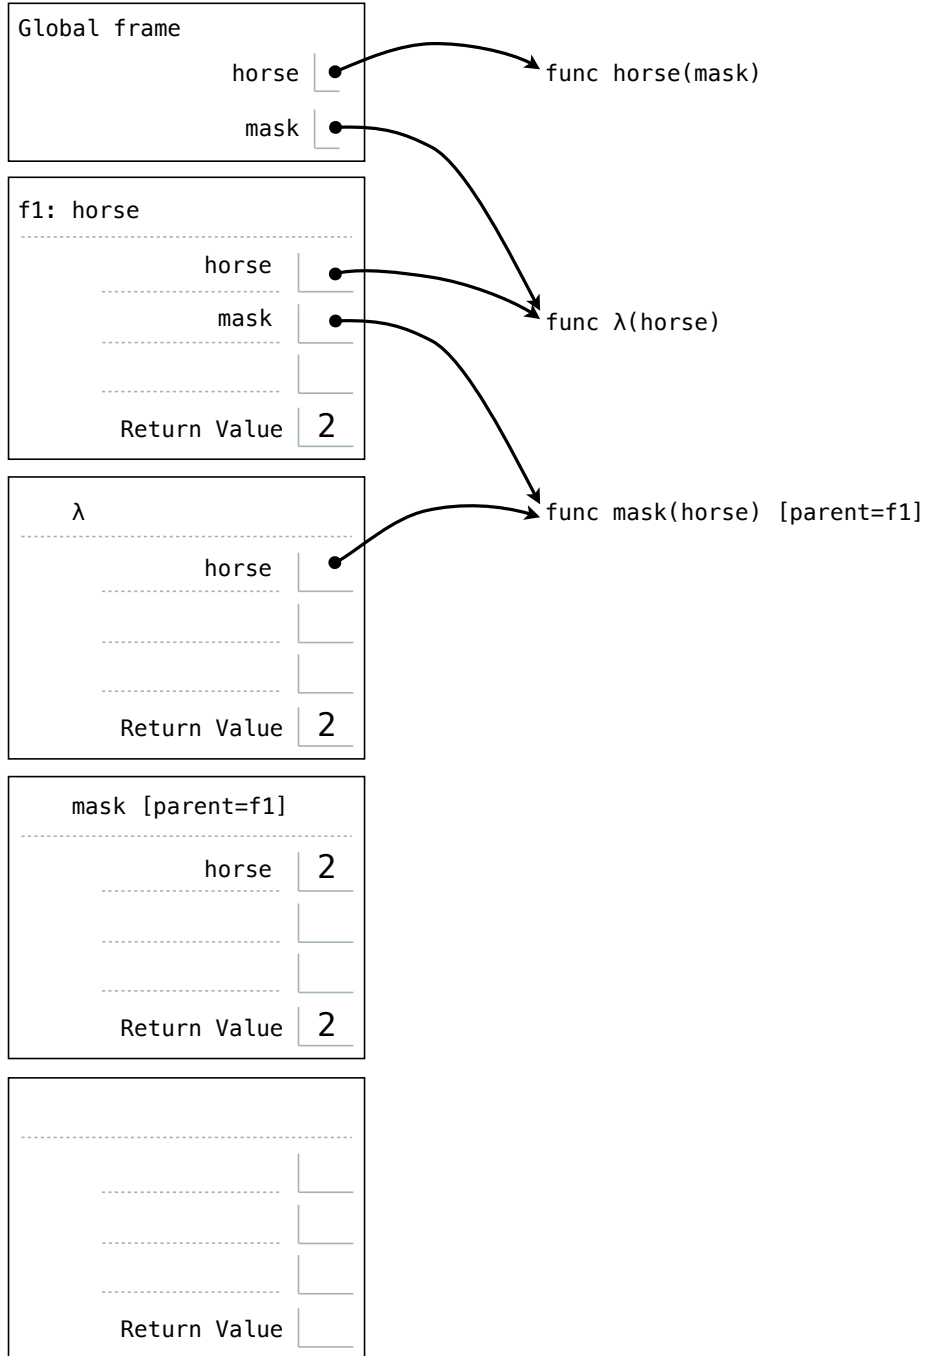 Global frame
horse
func horse(mask)
mask
f1: horse
horse
func λ(horse)
mask
Return Value 2
λ
func mask(horse) [parent=f1]
horse
Return Value 2
mask [parent=f1]
horse 2
Return Value 2
Return Value